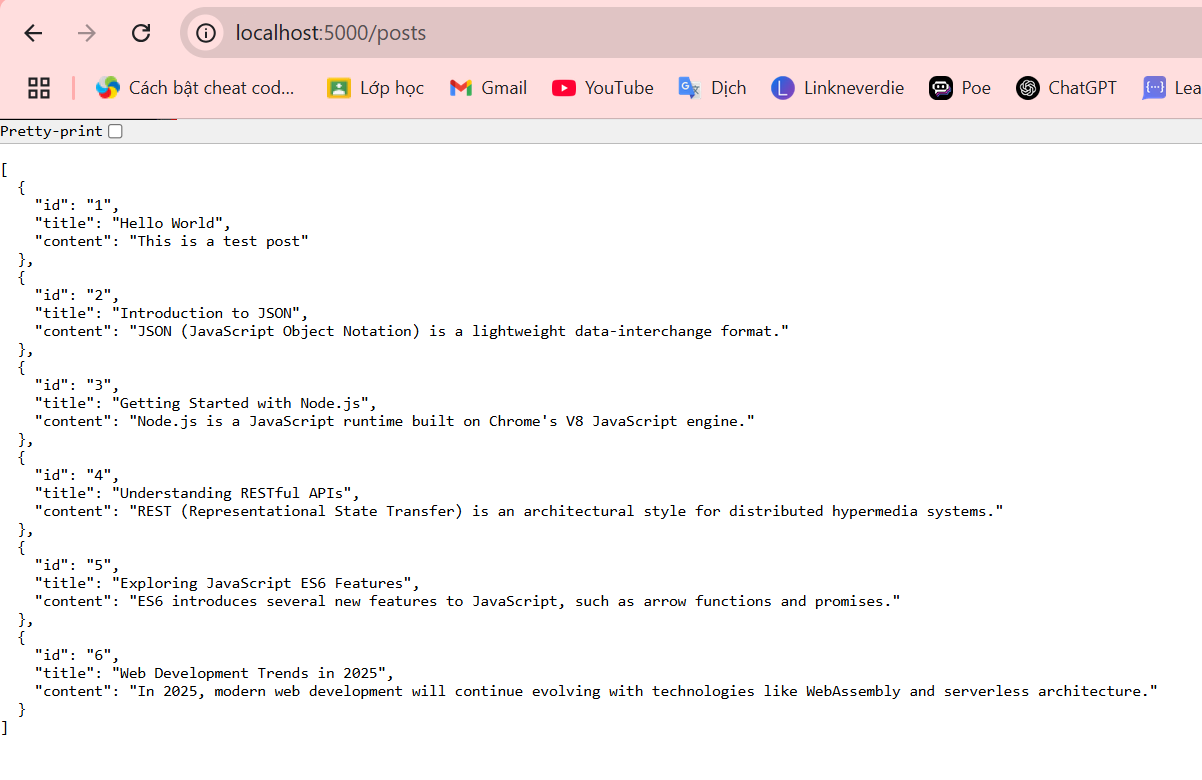 localhost:5000/posts
Cách bật cheat cod... Lớp học Gmail YouTube Dịch Linkneverdie Poe ChatGPT Lea
Pretty-print
[
  {
    "id": "1",
    "title": "Hello World",
    "content": "This is a test post"
  },
  {
    "id": "2",
    "title": "Introduction to JSON",
    "content": "JSON (JavaScript Object Notation) is a lightweight data-interchange format."
  },
  {
    "id": "3",
    "title": "Getting Started with Node.js",
    "content": "Node.js is a JavaScript runtime built on Chrome's V8 JavaScript engine."
  },
  {
    "id": "4",
    "title": "Understanding RESTful APIs",
    "content": "REST (Representational State Transfer) is an architectural style for distributed hypermedia systems."
  },
  {
    "id": "5",
    "title": "Exploring JavaScript ES6 Features",
    "content": "ES6 introduces several new features to JavaScript, such as arrow functions and promises."
  },
  {
    "id": "6",
    "title": "Web Development Trends in 2025",
    "content": "In 2025, modern web development will continue evolving with technologies like WebAssembly and serverless architecture."
  }
]